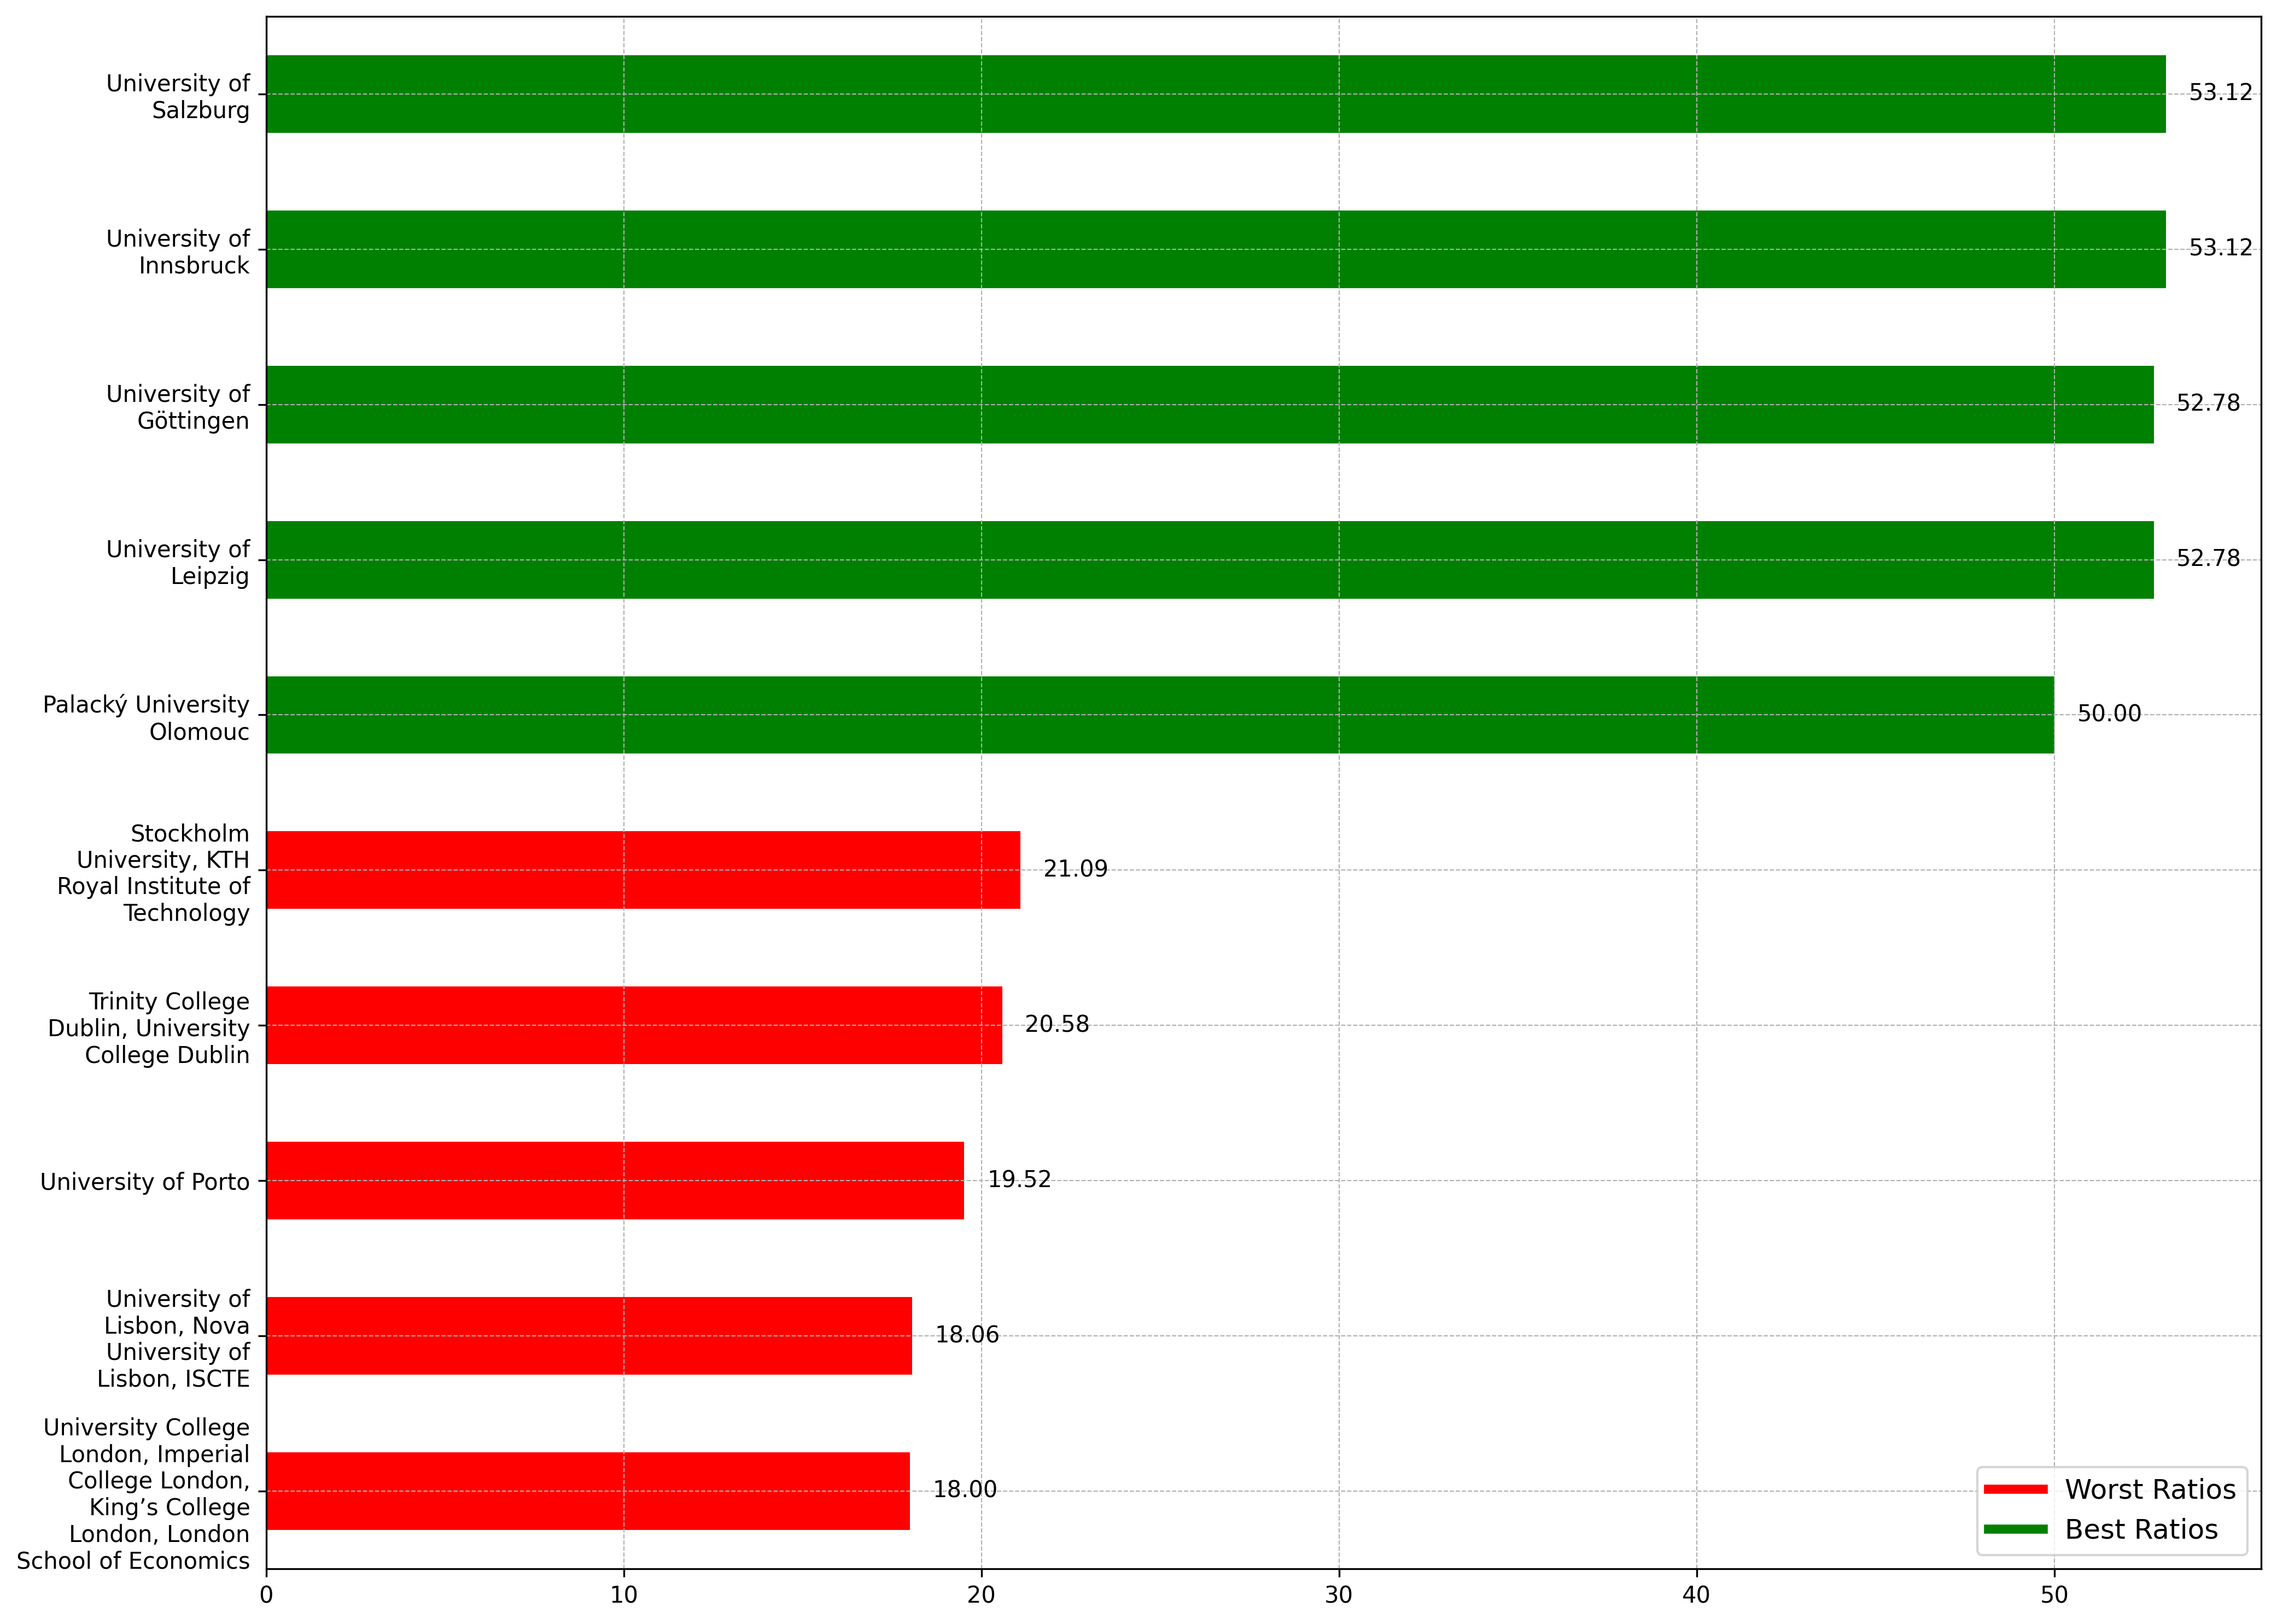 University of
Salzburg
53.12
University of
Innsbruck
53.12
University of
Göttingen
52.78
University of
Leipzig
52.78
Palacký University
Olomouc
50.00
Stockholm
University, KTH
Royal Institute of
Technology
21.09
Trinity College
Dublin, University
College Dublin
20.58
University of Porto
19.52
University of
Lisbon, Nova
University of
Lisbon, ISCTE
18.06
University College
London, Imperial
College London,
King’s College
London, London
School of Economics
18.00
Worst Ratios
Best Ratios
0 10 20 30 40 50